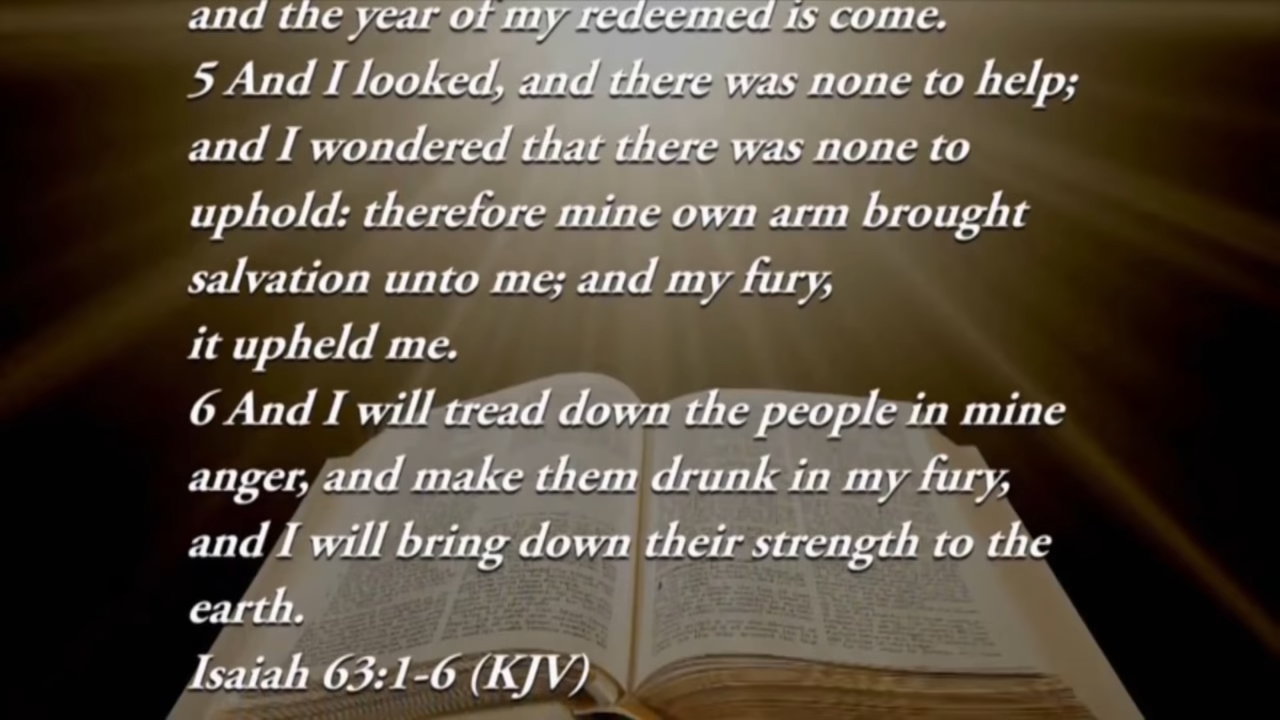 and the year of my redeemed is come.
5 And I looked, and there was none to help;
and I wondered that there was none to
uphold: therefore mine own arm brought
salvation unto me; and my fury,
it upheld me.
6 And I will tread down the people in mine
anger, and make them drunk in my fury,
and I will bring down their strength to the
earth.
Isaiah 63:1-6 (KJV)